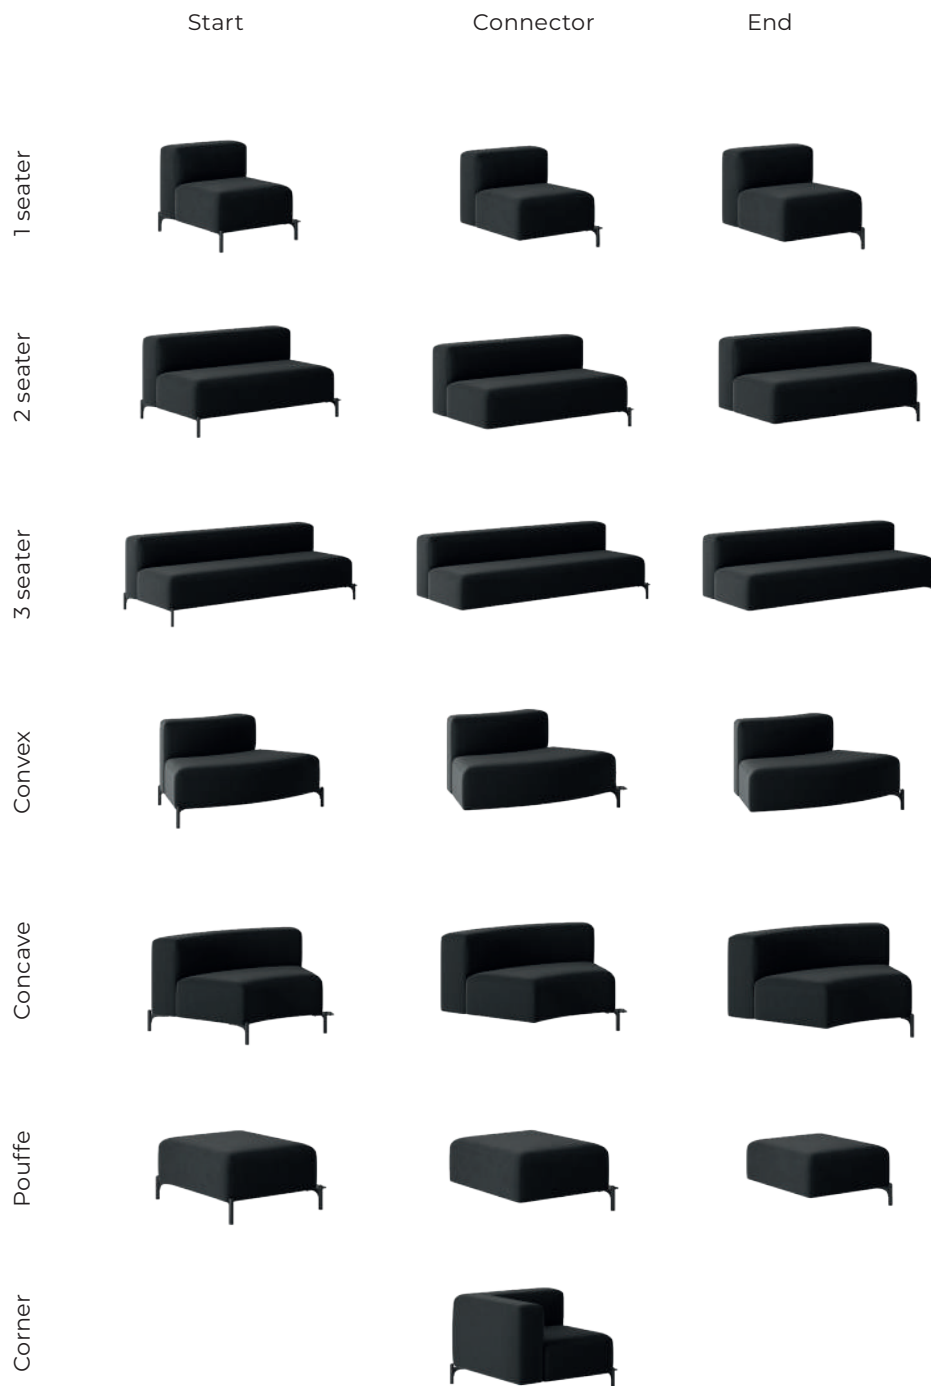 Start Connector End
1 seater
2 seater
3 seater
Convex
Concave
Pouffe
Corner